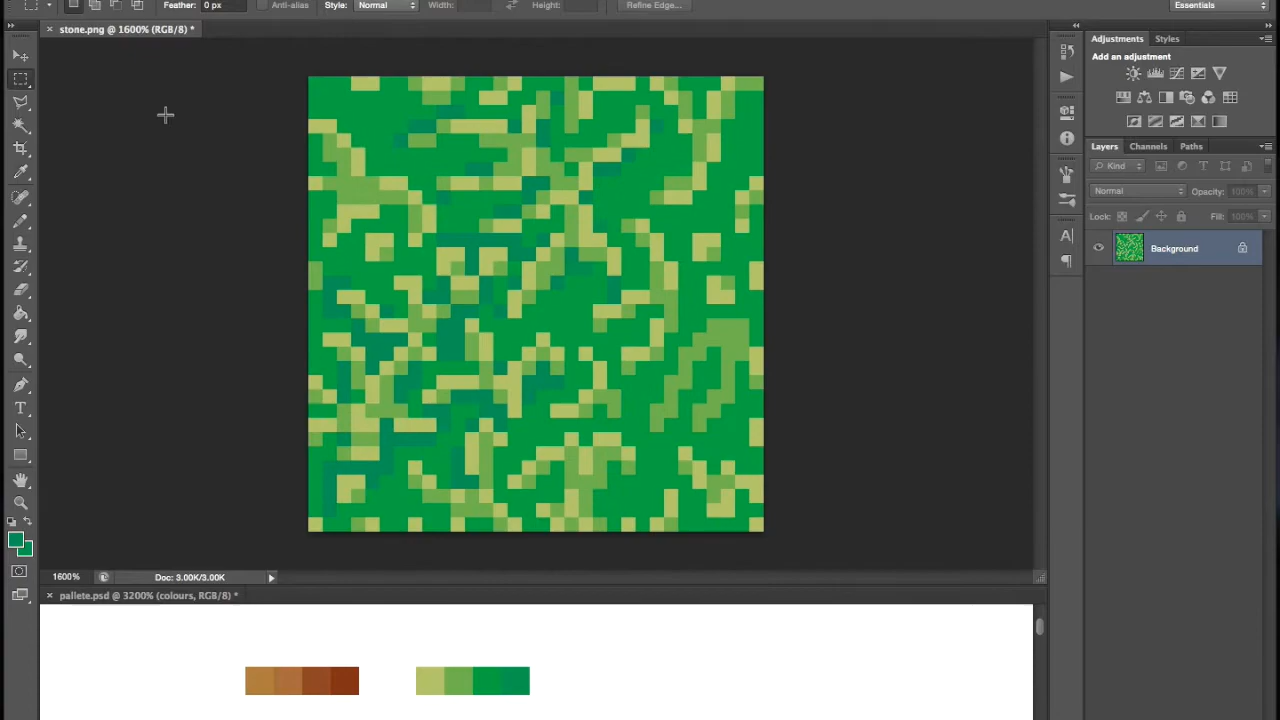 Feather: 0 px Anti-alias Style: Normal Width: Height: Refine Edge... Essentials
stone.png @ 1600% (RGB/8) *
Adjustments Styles
Add an adjustment
Layers Channels Paths
Kind
Normal Opacity: 100%
Lock: Fill: 100%
Background
1600% Doc: 3.00K/3.00K
pallete.psd @ 3200% (colours, RGB/8) *